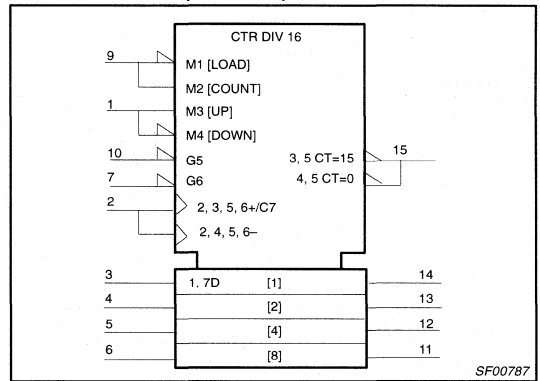 CTR DIV 16
9
M1 [LOAD]
M2 [COUNT]
1
M3 [UP]
M4 [DOWN]
10
G5
3, 5 CT=15
15
7
G6
4, 5 CT=0
2
2, 3, 5, 6+/C7
2, 4, 5, 6–
3
1, 7D
[1]
14
4
[2]
13
5
[4]
12
6
[8]
11
SF00787